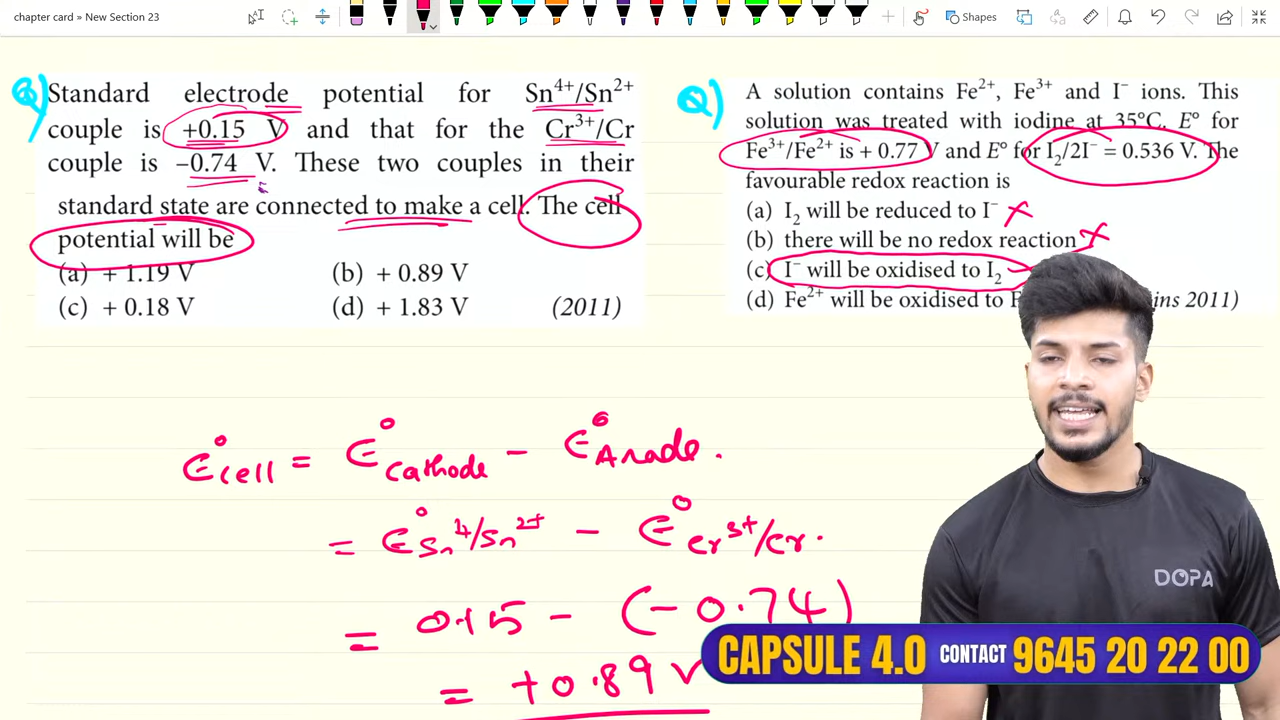 chapter card » New Section 23
Shapes
Q) Standard electrode potential for Sn⁴⁺/Sn²⁺
couple is +0.15 V and that for the Cr³⁺/Cr
couple is –0.74 V. These two couples in their
standard state are connected to make a cell. The cell
potential will be
(a) + 1.19 V (b) + 0.89 V
(c) + 0.18 V (d) + 1.83 V (2011)
Q) A solution contains Fe²⁺, Fe³⁺ and I⁻ ions. This
solution was treated with iodine at 35°C. E° for
Fe³⁺/Fe²⁺ is + 0.77 V and E° for I₂/2I⁻ = 0.536 V. The
favourable redox reaction is
(a) I₂ will be reduced to I⁻
(b) there will be no redox reaction
(c) I⁻ will be oxidised to I₂
(d) Fe²⁺ will be oxidised to ins 2011)
E°cell = E°Cathode – E°Anade.
= E°Sn⁴/Sn²⁺ – E°Cr³⁺/Cr.
= 0.15 – (–0.74)
= +0.89 V
DOPA
CAPSULE 4.0 CONTACT 9645 20 22 00